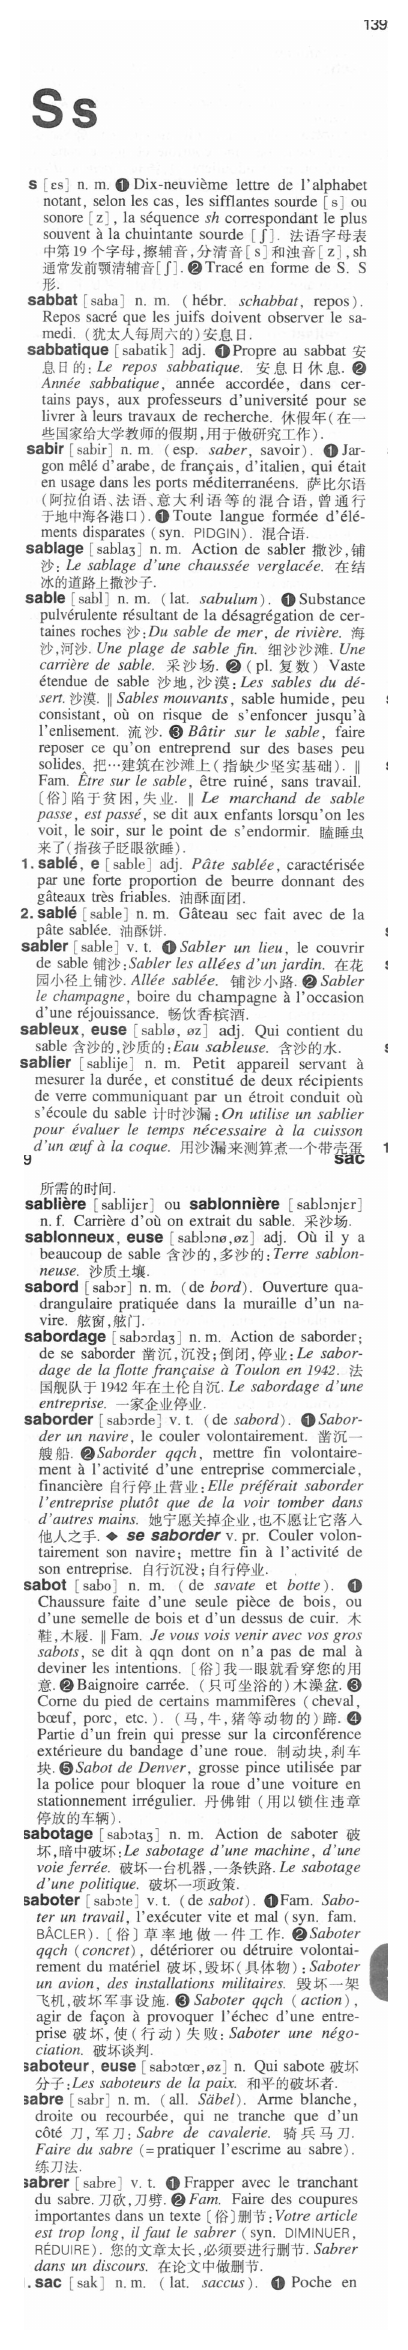 139
S s
s [ɛs] n. m. ❶ Dix-neuvième lettre de l'alphabet
notant, selon les cas, les sifflantes sourde [s] ou
sonore [z], la séquence sh correspondant le plus
souvent à la chuintante sourde [ʃ]. 法语字母表
中第19个字母,擦辅音,分清音[s]和浊音[z],sh
通常发前颚清辅音[ʃ]. ❷ Tracé en forme de S. S
形.
sabbat [saba] n. m. (hébr. schabbat, repos).
Repos sacré que les juifs doivent observer le sa-
medi. (犹太人每周六的)安息日.
sabbatique [sabatik] adj. ❶ Propre au sabbat 安
息日的: Le repos sabbatique. 安息日休息. ❷
Année sabbatique, année accordée, dans cer-
tains pays, aux professeurs d'université pour se
livrer à leurs travaux de recherche. 休假年(在一
些国家给大学教师的假期,用于做研究工作).
sabir [sabir] n. m. (esp. saber, savoir). ❶ Jar-
gon mêlé d'arabe, de français, d'italien, qui était
en usage dans les ports méditerranéens. 萨比尔语
(阿拉伯语、法语、意大利语等的混合语,曾通行
于地中海各港口). ❷ Toute langue formée d'élé-
ments disparates (syn. PIDGIN). 混合语.
sablage [sablaʒ] n. m. Action de sabler 撒沙,铺
沙: Le sablage d'une chaussée verglacée. 在结
冰的道路上撒沙子.
sable [sabl] n. m. (lat. sabulum). ❶ Substance
pulvérulente résultant de la désagrégation de cer-
taines roches 沙: Du sable de mer, de rivière. 海
沙,河沙. Une plage de sable fin. 细沙沙滩. Une
carrière de sable. 采沙场. ❷ (pl. 复数) Vaste
étendue de sable 沙地,沙漠: Les sables du dé-
sert. 沙漠. ‖ Sables mouvants, sable humide, peu
consistant, où on risque de s'enfoncer jusqu'à
l'enlisement. 流沙. ❸ Bâtir sur le sable, faire
reposer ce qu'on entreprend sur des bases peu
solides. 把…建筑在沙滩上(指缺少坚实基础). ‖
Fam. Être sur le sable, être ruiné, sans travail.
〔俗〕陷于贫困,失业. ‖ Le marchand de sable
passe, est passé, se dit aux enfants lorsqu'on les
voit, le soir, sur le point de s'endormir. 瞌睡虫
来了(指孩子眨眼欲睡).
1. sablé, e [sable] adj. Pâte sablée, caractérisée
par une forte proportion de beurre donnant des
gâteaux très friables. 油酥面团.
2. sablé [sable] n. m. Gâteau sec fait avec de la
pâte sablée. 油酥饼.
sabler [sable] v. t. ❶ Sabler un lieu, le couvrir
de sable 铺沙: Sabler les allées d'un jardin. 在花
园小径上铺沙. Allée sablée. 铺沙小路. ❷ Sabler
le champagne, boire du champagne à l'occasion
d'une réjouissance. 畅饮香槟酒.
sableux, euse [sablø, øz] adj. Qui contient du
sable 含沙的,沙质的: Eau sableuse. 含沙的水.
sablier [sablije] n. m. Petit appareil servant à
mesurer la durée, et constitué de deux récipients
de verre communiquant par un étroit conduit où
s'écoule du sable 计时沙漏: On utilise un sablier
pour évaluer le temps nécessaire à la cuisson
d'un œuf à la coque. 用沙漏来测算煮一个带壳蛋
9 sac
所需的时间.
sablière [sablijɛr] ou sablonnière [sablɔnjɛr]
n. f. Carrière d'où on extrait du sable. 采沙场.
sablonneux, euse [sablɔnø,øz] adj. Où il y a
beaucoup de sable 含沙的,多沙的: Terre sablon-
neuse. 沙质土壤.
sabord [sabɔr] n. m. (de bord). Ouverture qua-
drangulaire pratiquée dans la muraille d'un na-
vire. 舷窗,舷门.
sabordage [sabɔrdaʒ] n. m. Action de saborder;
de se saborder 凿沉,沉没;倒闭,停业: Le sabor-
dage de la flotte française à Toulon en 1942. 法
国舰队于1942年在土伦自沉. Le sabordage d'une
entreprise. 一家企业停业.
saborder [sabɔrde] v. t. (de sabord). ❶ Sabor-
der un navire, le couler volontairement. 凿沉一
艘船. ❷ Saborder qqch, mettre fin volontaire-
ment à l'activité d'une entreprise commerciale,
financière 自行停止营业: Elle préférait saborder
l'entreprise plutôt que de la voir tomber dans
d'autres mains. 她宁愿关掉企业,也不愿让它落入
他人之手. ◆ se saborder v. pr. Couler volon-
tairement son navire; mettre fin à l'activité de
son entreprise. 自行沉没;自行停业.
sabot [sabo] n. m. (de savate et botte). ❶
Chaussure faite d'une seule pièce de bois, ou
d'une semelle de bois et d'un dessus de cuir. 木
鞋,木屐. ‖ Fam. Je vous vois venir avec vos gros
sabots, se dit à qqn dont on n'a pas de mal à
deviner les intentions. 〔俗〕我一眼就看穿您的用
意. ❷ Baignoire carrée. (只可坐浴的)木澡盆. ❸
Corne du pied de certains mammifères (cheval,
bœuf, porc, etc.). (马,牛,猪等动物的)蹄. ❹
Partie d'un frein qui presse sur la circonférence
extérieure du bandage d'une roue. 制动块,刹车
块. ❺ Sabot de Denver, grosse pince utilisée par
la police pour bloquer la roue d'une voiture en
stationnement irrégulier. 丹佛钳(用以锁住违章
停放的车辆).
sabotage [sabɔtaʒ] n. m. Action de saboter 破
坏,暗中破坏: Le sabotage d'une machine, d'une
voie ferrée. 破坏一台机器,一条铁路. Le sabotage
d'une politique. 破坏一项政策.
saboter [sabɔte] v. t. (de sabot). ❶ Fam. Sabo-
ter un travail, l'exécuter vite et mal (syn. fam.
BÂCLER). 〔俗〕草率地做一件工作. ❷ Saboter
qqch (concret), détériorer ou détruire volontai-
rement du matériel 破坏,毁坏(具体物): Saboter
un avion, des installations militaires. 毁坏一架
飞机,破坏军事设施. ❸ Saboter qqch (action),
agir de façon à provoquer l'échec d'une entre-
prise 破坏,使(行动)失败: Saboter une négo-
ciation. 破坏谈判.
saboteur, euse [sabɔtœr,øz] n. Qui sabote 破坏
分子: Les saboteurs de la paix. 和平的破坏者.
sabre [sabr] n. m. (all. Säbel). Arme blanche,
droite ou recourbée, qui ne tranche que d'un
côté 刀,军刀: Sabre de cavalerie. 骑兵马刀.
Faire du sabre (=pratiquer l'escrime au sabre).
练刀法.
sabrer [sabre] v. t. ❶ Frapper avec le tranchant
du sabre. 刀砍,刀劈. ❷ Fam. Faire des coupures
importantes dans un texte 〔俗〕删节: Votre article
est trop long, il faut le sabrer (syn. DIMINUER,
RÉDUIRE). 您的文章太长,必须要进行删节. Sabrer
dans un discours. 在论文中做删节.
. sac [sak] n. m. (lat. saccus). ❶ Poche en